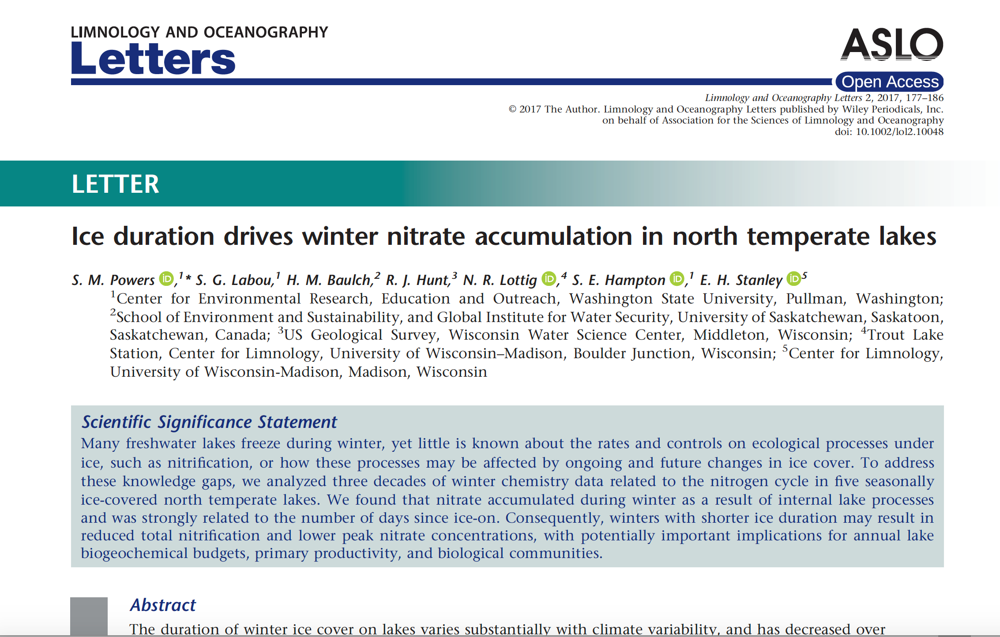 LIMNOLOGY AND OCEANOGRAPHY
Letters
ASLO
Open Access
Limnology and Oceanography Letters 2, 2017, 177–186
© 2017 The Author. Limnology and Oceanography Letters published by Wiley Periodicals, Inc.
on behalf of Association for the Sciences of Limnology and Oceanography
doi: 10.1002/lol2.10048
LETTER
Ice duration drives winter nitrate accumulation in north temperate lakes
S. M. Powers iD,¹* S. G. Labou,¹ H. M. Baulch,² R. J. Hunt,³ N. R. Lottig iD,⁴ S. E. Hampton iD,¹ E. H. Stanley iD⁵
¹Center for Environmental Research, Education and Outreach, Washington State University, Pullman, Washington;
²School of Environment and Sustainability, and Global Institute for Water Security, University of Saskatchewan, Saskatoon,
Saskatchewan, Canada; ³US Geological Survey, Wisconsin Water Science Center, Middleton, Wisconsin; ⁴Trout Lake
Station, Center for Limnology, University of Wisconsin–Madison, Boulder Junction, Wisconsin; ⁵Center for Limnology,
University of Wisconsin-Madison, Madison, Wisconsin
Scientific Significance Statement
Many freshwater lakes freeze during winter, yet little is known about the rates and controls on ecological processes under
ice, such as nitrification, or how these processes may be affected by ongoing and future changes in ice cover. To address
these knowledge gaps, we analyzed three decades of winter chemistry data related to the nitrogen cycle in five seasonally
ice-covered north temperate lakes. We found that nitrate accumulated during winter as a result of internal lake processes
and was strongly related to the number of days since ice-on. Consequently, winters with shorter ice duration may result in
reduced total nitrification and lower peak nitrate concentrations, with potentially important implications for annual lake
biogeochemical budgets, primary productivity, and biological communities.
Abstract
The duration of winter ice cover on lakes varies substantially with climate variability, and has decreased over